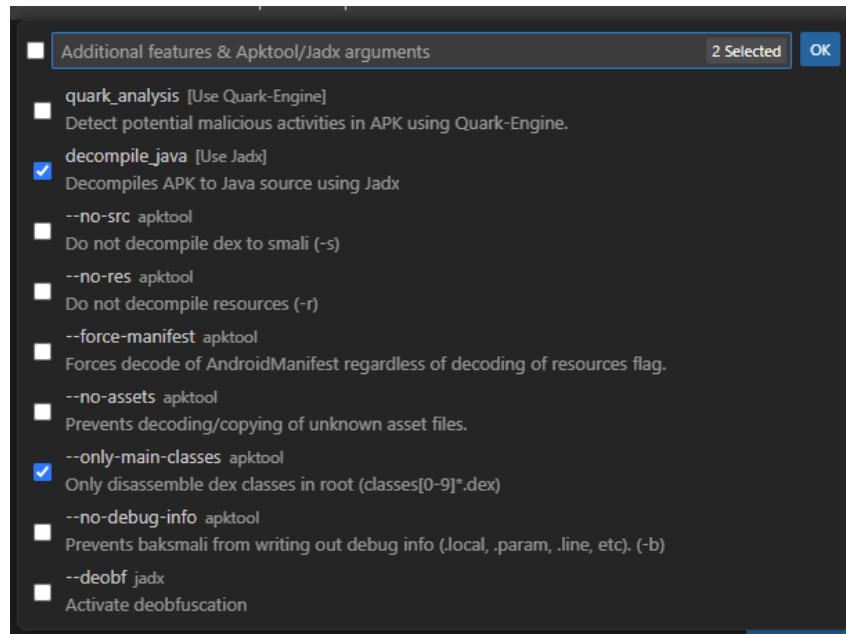 Additional features & Apktool/Jadx arguments 2 Selected OK
quark_analysis [Use Quark-Engine]
Detect potential malicious activities in APK using Quark-Engine.
decompile_java [Use Jadx]
Decompiles APK to Java source using Jadx
--no-src apktool
Do not decompile dex to smali (-s)
--no-res apktool
Do not decompile resources (-r)
--force-manifest apktool
Forces decode of AndroidManifest regardless of decoding of resources flag.
--no-assets apktool
Prevents decoding/copying of unknown asset files.
--only-main-classes apktool
Only disassemble dex classes in root (classes[0-9]*.dex)
--no-debug-info apktool
Prevents baksmali from writing out debug info (.local, .param, .line, etc). (-b)
--deobf jadx
Activate deobfuscation